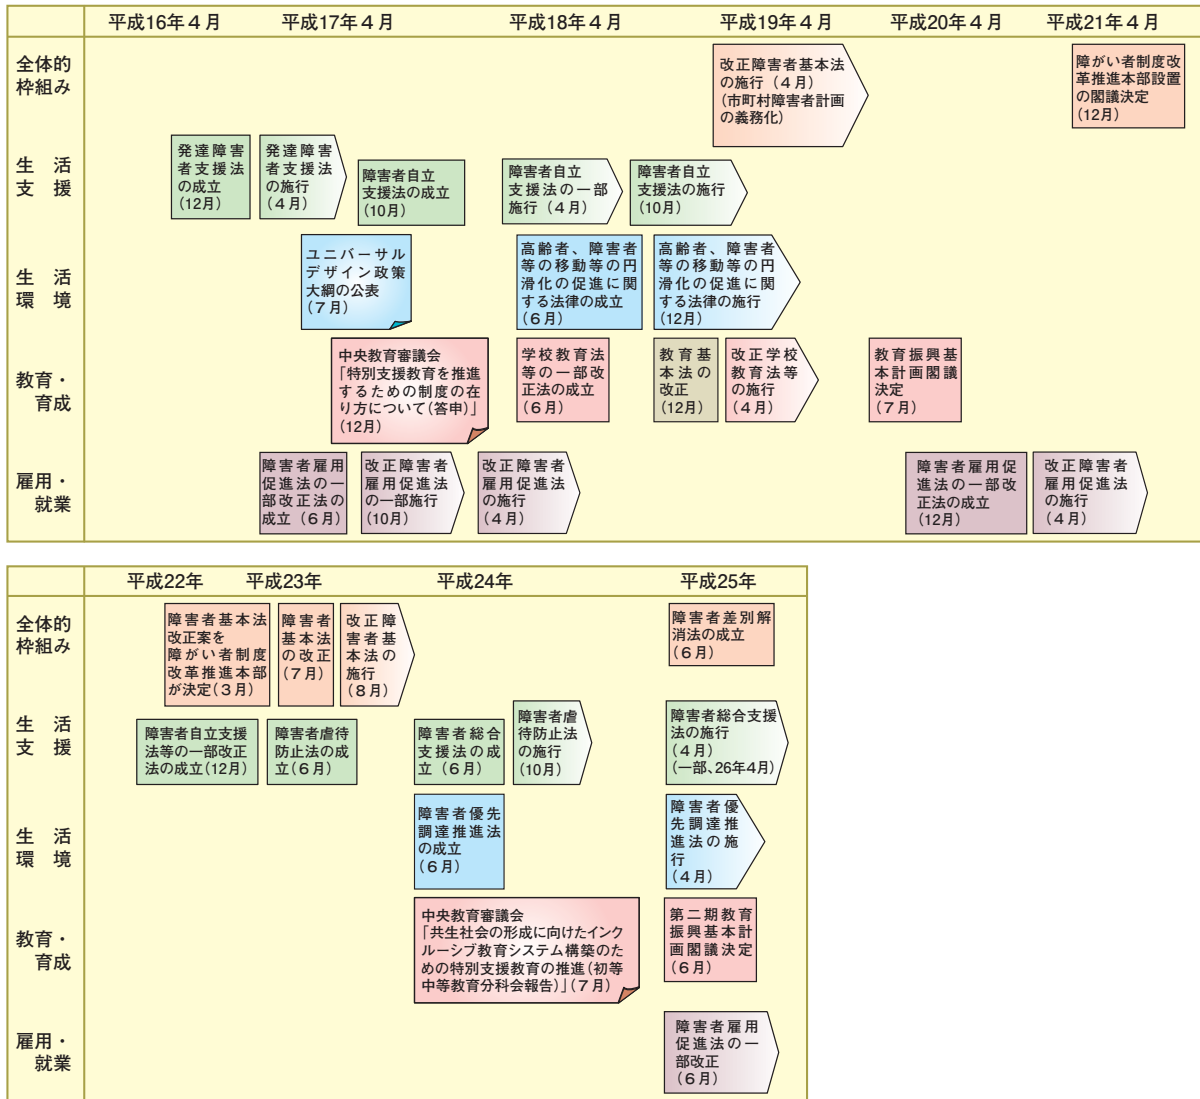 平成16年４月
平成17年４月
平成18年４月
平成19年４月
平成20年４月
平成21年４月
全体的
枠組み
改正障害者基本法
の施行（４月）
(市町村障害者計画
の義務化)
障がい者制度改
革推進本部設置
の閣議決定
(12月)
生　活
支　援
発達障害
者支援法
の成立
(12月)
発達障害
者支援法
の施行
(４月)
障害者自立
支援法の成立
(10月)
障害者自立
支援法の一部
施行（４月）
障害者自立
支援法の施行
(10月)
生　活
環　境
ユニバーサル
デザイン政策
大綱の公表
(７月)
高齢者、障害者
等の移動等の円
滑化の促進に関
する法律の成立
(６月)
高齢者、障害者
等の移動等の円
滑化の促進に関
する法律の施行
(12月)
教育・
育成
中央教育審議会
「特別支援教育を推進
するための制度の在
り方について(答申)」
(12月)
学校教育法
等の一部改
正法の成立
(６月)
教育基
本法の
改正
(12月)
改正学校
教育法等
の施行
(４月)
教育振興基
本計画閣議
決定
(７月)
雇用・
就業
障害者雇用
促進法の一
部改正法の
成立（６月）
改正障害者
雇用促進法
の一部施行
(10月)
改正障害者
雇用促進法
の施行
(４月)
障害者雇用促
進法の一部改
正法の成立
(12月)
改正障害者
雇用促進法
の施行
(４月)
平成22年
平成23年
平成24年
平成25年
全体的
枠組み
障害者基本法
改正案を
障がい者制度
改革推進本部
が決定(３月)
障害者
基本法
の改正
(７月)
改正障
害者基
本法の
施行
(８月)
障害者差別解
消法の成立
(６月)
生　活
支　援
障害者自立支援
法等の一部改正
法の成立(12月)
障害者虐待
防止法の成
立(６月)
障害者総合
支援法の成
立（６月）
障害者虐
待防止法
の施行
(10月)
障害者総合支援
法の施行
(４月)
(一部、26年４月)
生　活
環　境
障害者優先
調達推進法
の成立
(６月)
障害者優
先調達推
進法の施
行
(４月)
教育・
育成
中央教育審議会
「共生社会の形成に向けたインク
ルーシブ教育システム構築のた
めの特別支援教育の推進(初等
中等教育分科会報告)」(７月)
第二期教育
振興基本計
画閣議決定
(６月)
雇用・
就業
障害者雇用
促進法の一
部改正
(６月)